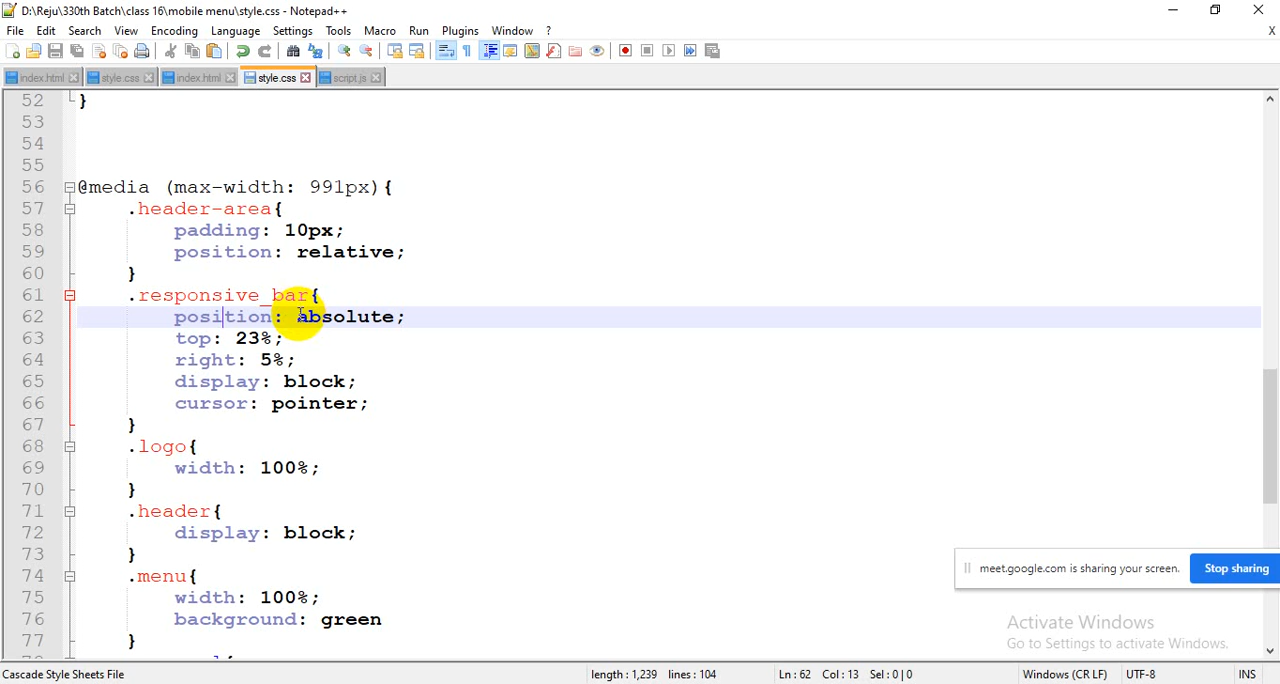 D:\Reju\330th Batch\class 16\mobile menu\style.css - Notepad++
File Edit Search View Encoding Language Settings Tools Macro Run Plugins Window ? X
index.html style.css index.html style.css script.js
52 }
53
54
55
56 @media (max-width: 991px){
57 .header-area{
58 padding: 10px;
59 position: relative;
60 }
61 .responsive_bar{
62 position: absolute;
63 top: 23%;
64 right: 5%;
65 display: block;
66 cursor: pointer;
67 }
68 .logo{
69 width: 100%;
70 }
71 .header{
72 display: block;
73 }
74 .menu{
75 width: 100%;
76 background: green
77 }
meet.google.com is sharing your screen. Stop sharing
Activate Windows
Go to Settings to activate Windows.
Cascade Style Sheets File length : 1,239 lines : 104 Ln : 62 Col : 13 Sel : 0 | 0 Windows (CR LF) UTF-8 INS